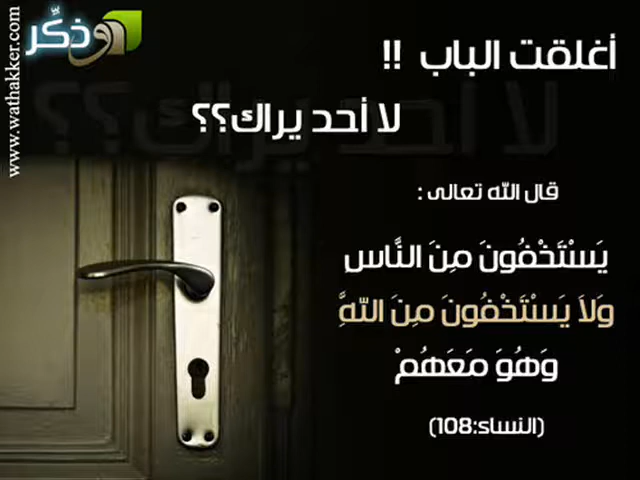 وذكّر
www.wathakker.com
أغلقت الباب !!
لا أحد يراك؟؟
قال الله تعالى :
يَسْتَخْفُونَ مِنَ النَّاسِ
وَلاَ يَسْتَخْفُونَ مِنَ اللَّهِ
وَهُوَ مَعَهُمْ
(النساء:108)